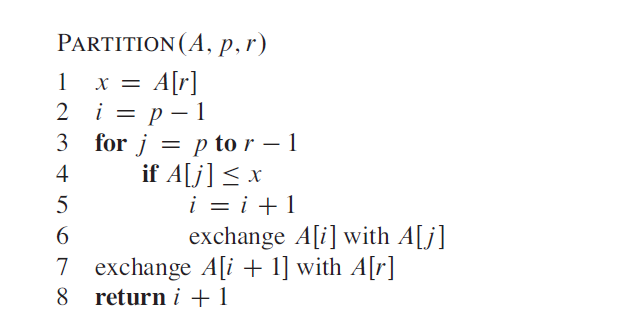 PARTITION(A, p, r)
1 x = A[r]
2 i = p − 1
3 for j = p to r − 1
4 if A[j] ≤ x
5 i = i + 1
6 exchange A[i] with A[j]
7 exchange A[i + 1] with A[r]
8 return i + 1